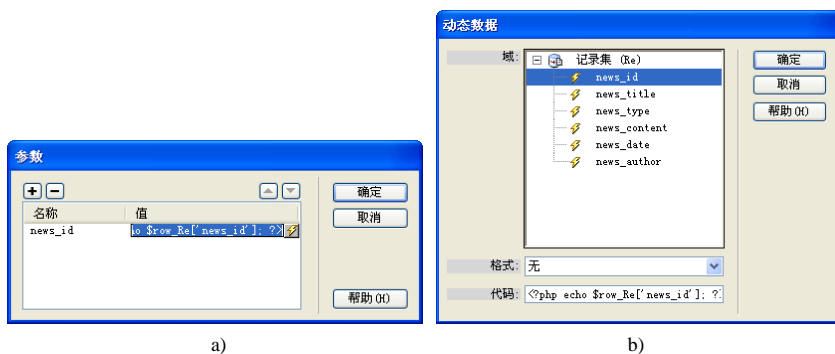 参数
名称 值
news_id io $row_Re['news_id']; ?>
确定
取消
帮助(H)
a)
动态数据
域:
记录集 (Re)
news_id
news_title
news_type
news_content
news_date
news_author
确定
取消
帮助(H)
格式: 无
代码: <?php echo $row_Re['news_id']; ?
b)